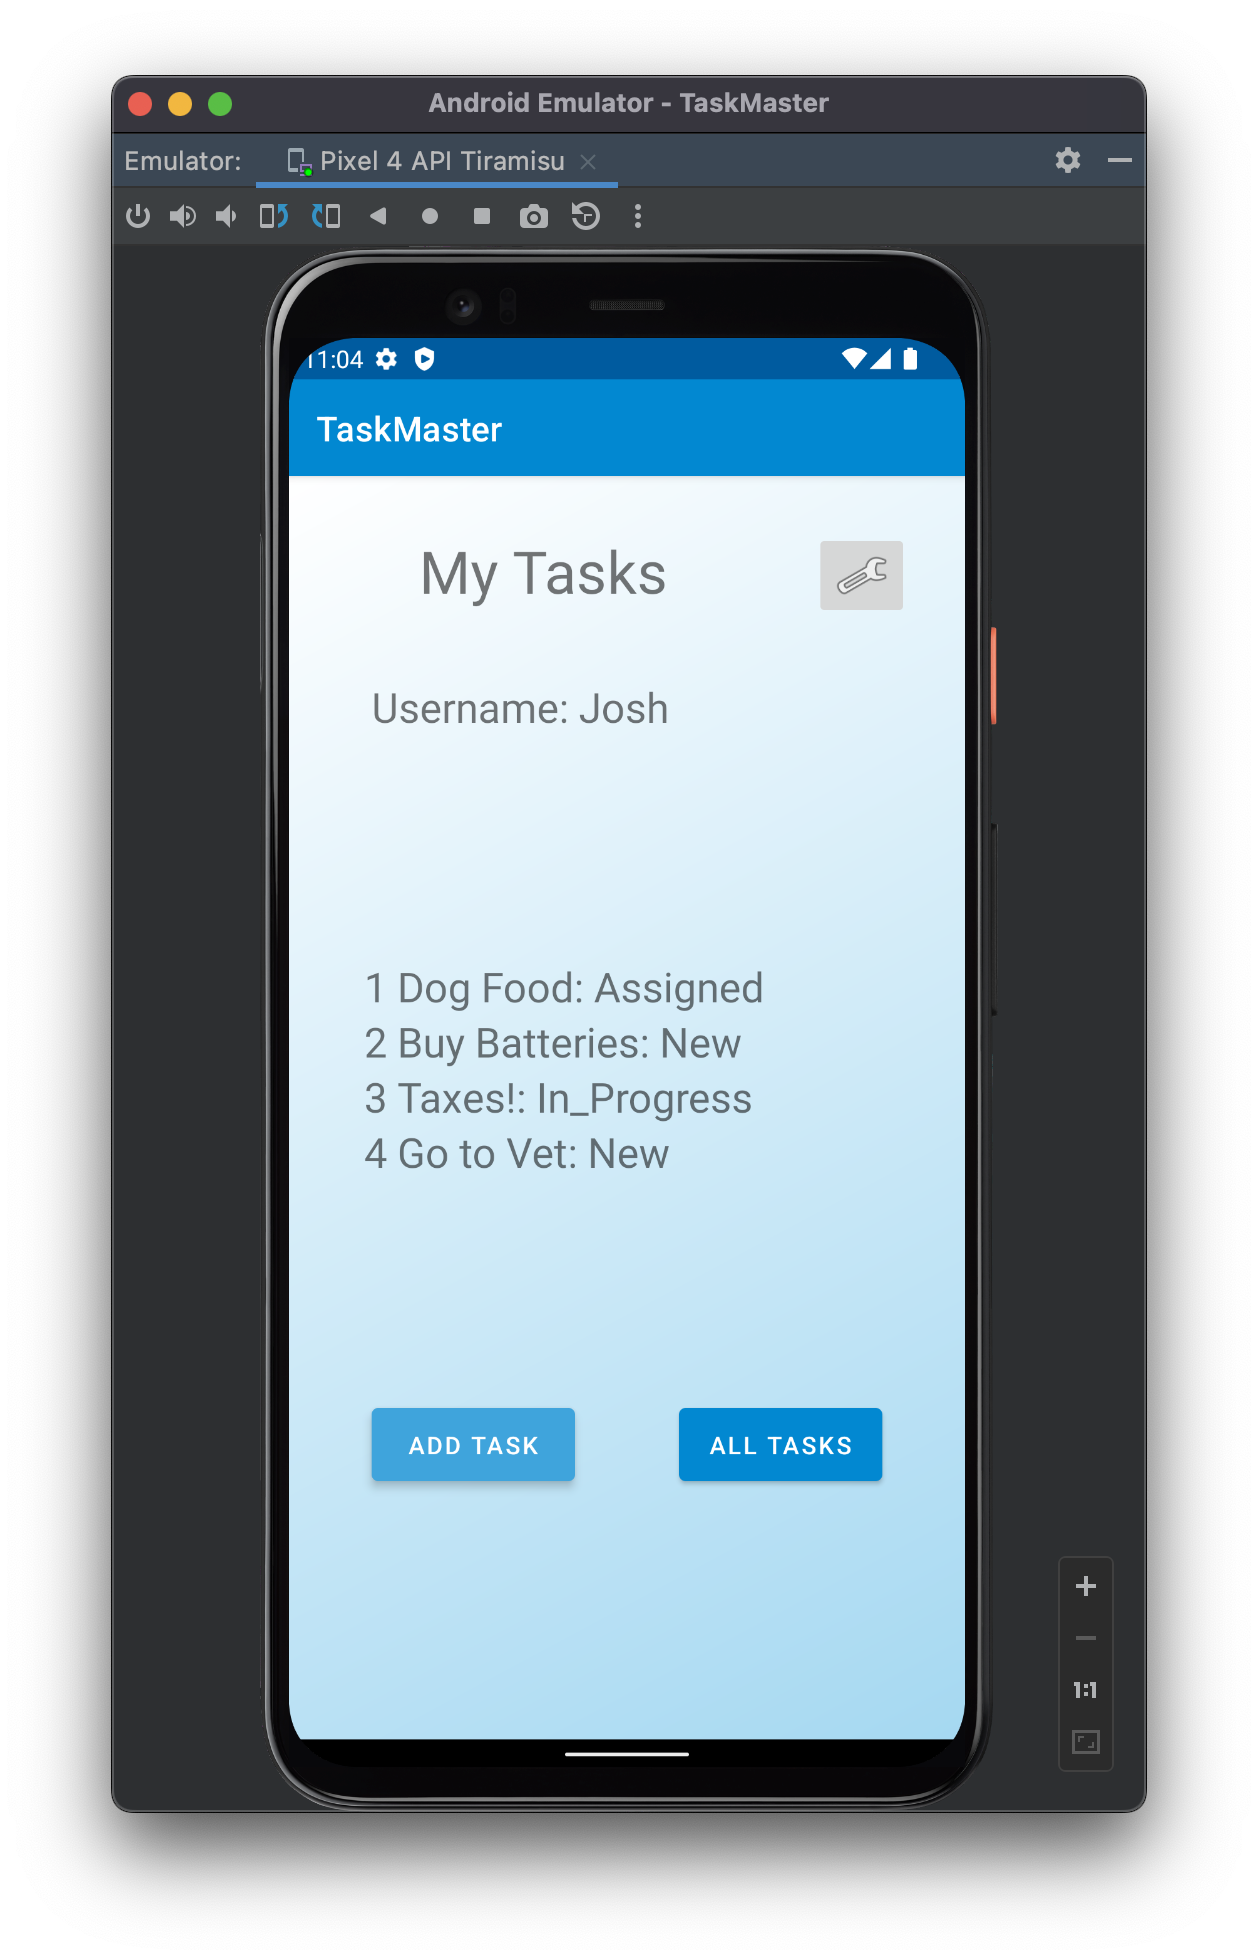 Android Emulator - TaskMaster
Emulator: Pixel 4 API Tiramisu
11:04
TaskMaster
My Tasks
Username: Josh
1 Dog Food: Assigned
2 Buy Batteries: New
3 Taxes!: In_Progress
4 Go to Vet: New
ADD TASK ALL TASKS
1:1